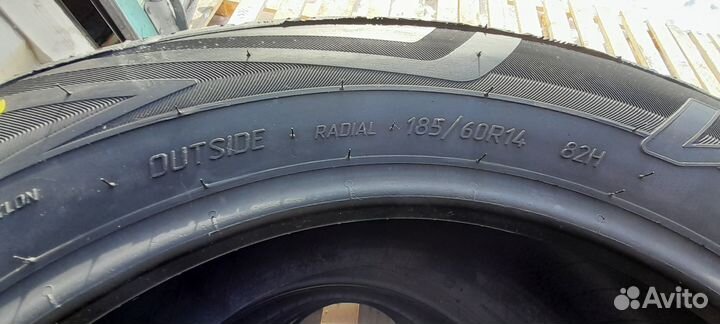 OUTSIDE RADIAL 185/60R14 82H
Avito